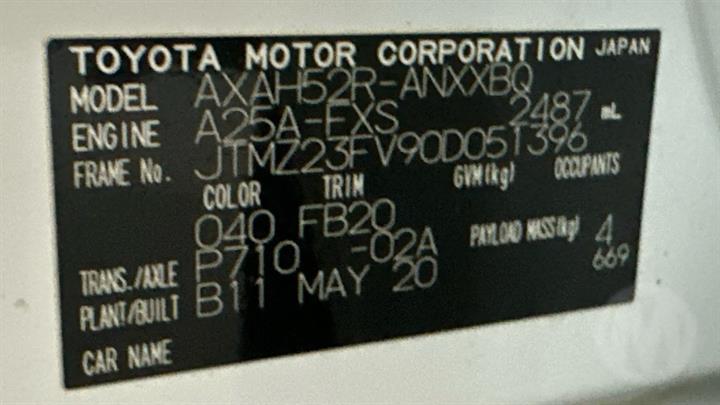 TOYOTA MOTOR CORPORATION JAPAN
MODEL AXAH52R-ANXXBQ
ENGINE A25A-FXS 2487 mL
FRAME No. JTMZ23FV90D051396
COLOR TRIM GVM(kg) OCCUPANTS
040 FB20
TRANS./AXLE P710 -02A PAYLOAD MASS(kg) 4
PLANT/BUILT B11 MAY 20 669
CAR NAME